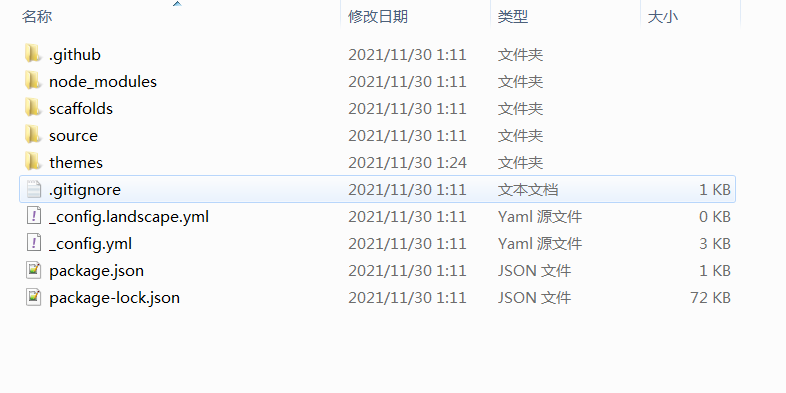 名称 修改日期 类型 大小
.github 2021/11/30 1:11 文件夹
node_modules 2021/11/30 1:11 文件夹
scaffolds 2021/11/30 1:11 文件夹
source 2021/11/30 1:11 文件夹
themes 2021/11/30 1:24 文件夹
.gitignore 2021/11/30 1:11 文本文档 1 KB
_config.landscape.yml 2021/11/30 1:11 Yaml 源文件 0 KB
_config.yml 2021/11/30 1:11 Yaml 源文件 3 KB
package.json 2021/11/30 1:11 JSON 文件 1 KB
package-lock.json 2021/11/30 1:11 JSON 文件 72 KB